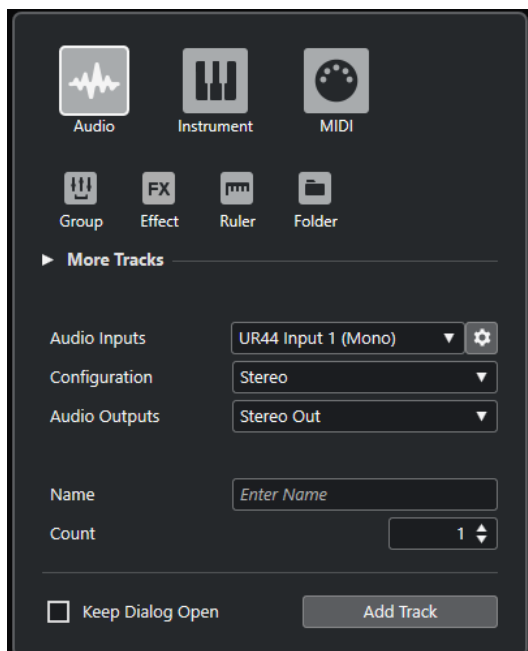 Audio Instrument MIDI
FX
Group Effect Ruler Folder
More Tracks
Audio Inputs UR44 Input 1 (Mono)
Configuration Stereo
Audio Outputs Stereo Out
Name Enter Name
Count 1
Keep Dialog Open Add Track